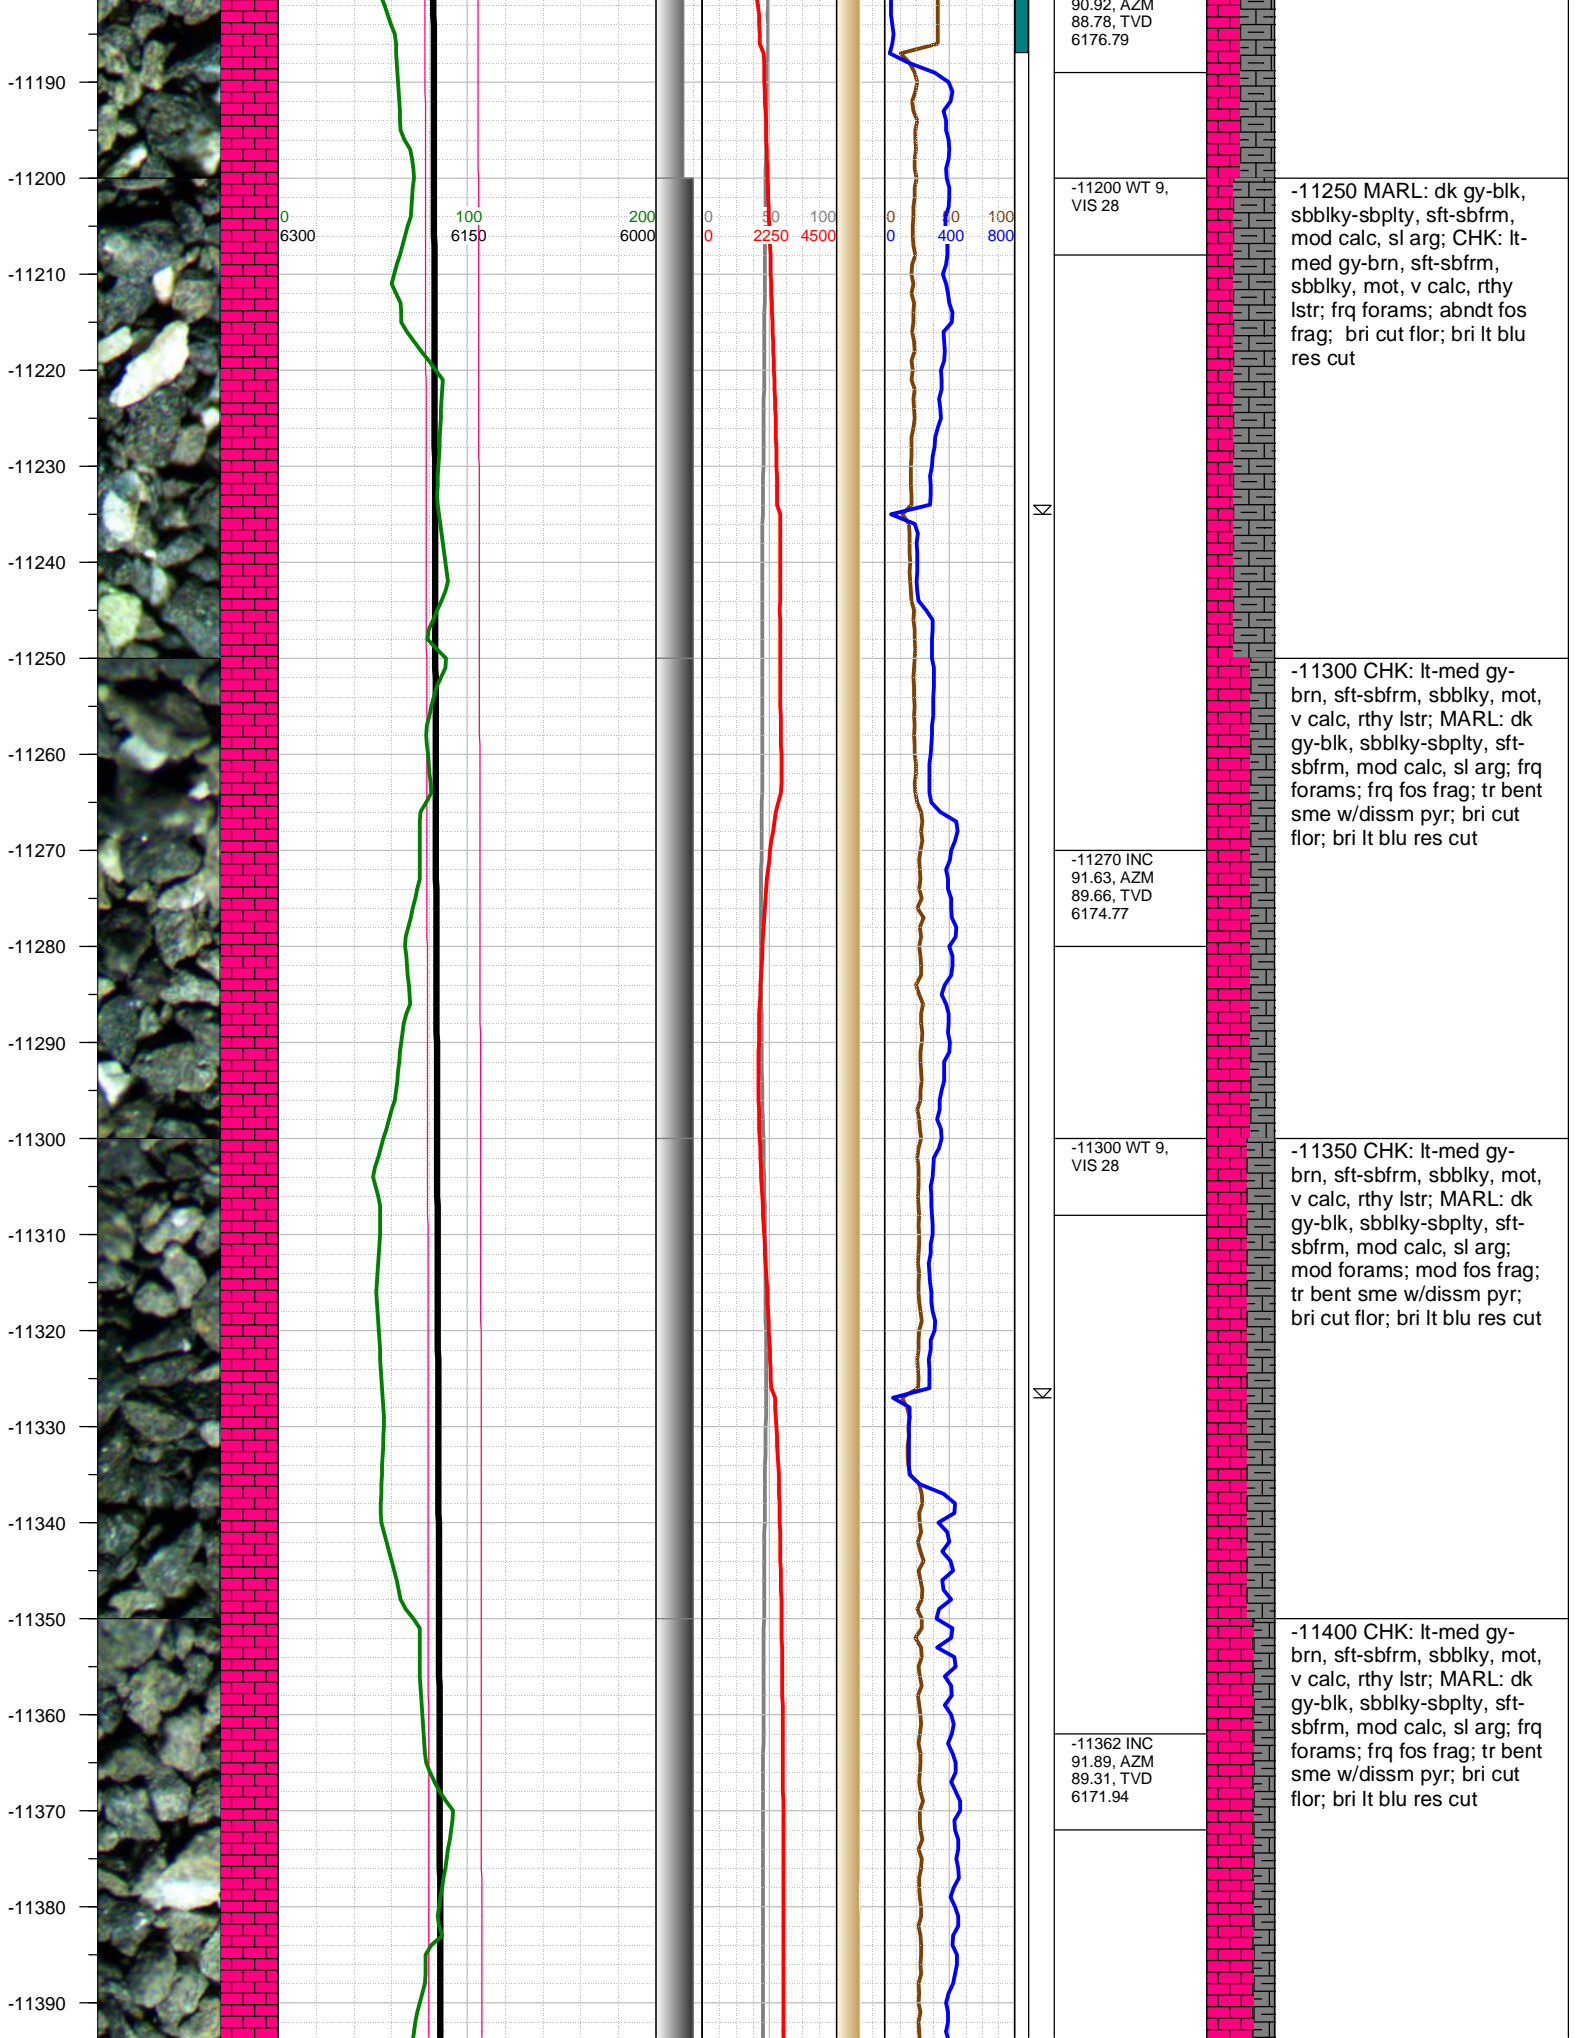 90.92, AZM
88.78, TVD
6176.79
-11190
-11200
-11200 WT 9,
VIS 28
-11250 MARL: dk gy-blk,
sbblky-sbplty, sft-sbfrm,
mod calc, sl arg; CHK: lt-
med gy-brn, sft-sbfrm,
sbblky, mot, v calc, rthy
lstr; frq forams; abndt fos
frag;  bri cut flor; bri lt blu
res cut
0 100 200 0 50 100 0 50 100
6300 6150 6000 0 2250 4500 0 400 800
-11210
-11220
-11230
-11240
-11250
-11300 CHK: lt-med gy-
brn, sft-sbfrm, sbblky, mot,
v calc, rthy lstr; MARL: dk
gy-blk, sbblky-sbplty, sft-
sbfrm, mod calc, sl arg; frq
forams; frq fos frag; tr bent
sme w/dissm pyr; bri cut
flor; bri lt blu res cut
-11260
-11270
-11270 INC
91.63, AZM
89.66, TVD
6174.77
-11280
-11290
-11300
-11300 WT 9,
VIS 28
-11350 CHK: lt-med gy-
brn, sft-sbfrm, sbblky, mot,
v calc, rthy lstr; MARL: dk
gy-blk, sbblky-sbplty, sft-
sbfrm, mod calc, sl arg;
mod forams; mod fos frag;
tr bent sme w/dissm pyr;
bri cut flor; bri lt blu res cut
-11310
-11320
-11330
-11340
-11350
-11400 CHK: lt-med gy-
brn, sft-sbfrm, sbblky, mot,
v calc, rthy lstr; MARL: dk
gy-blk, sbblky-sbplty, sft-
sbfrm, mod calc, sl arg; frq
forams; frq fos frag; tr bent
sme w/dissm pyr; bri cut
flor; bri lt blu res cut
-11360
-11362 INC
91.89, AZM
89.31, TVD
6171.94
-11370
-11380
-11390